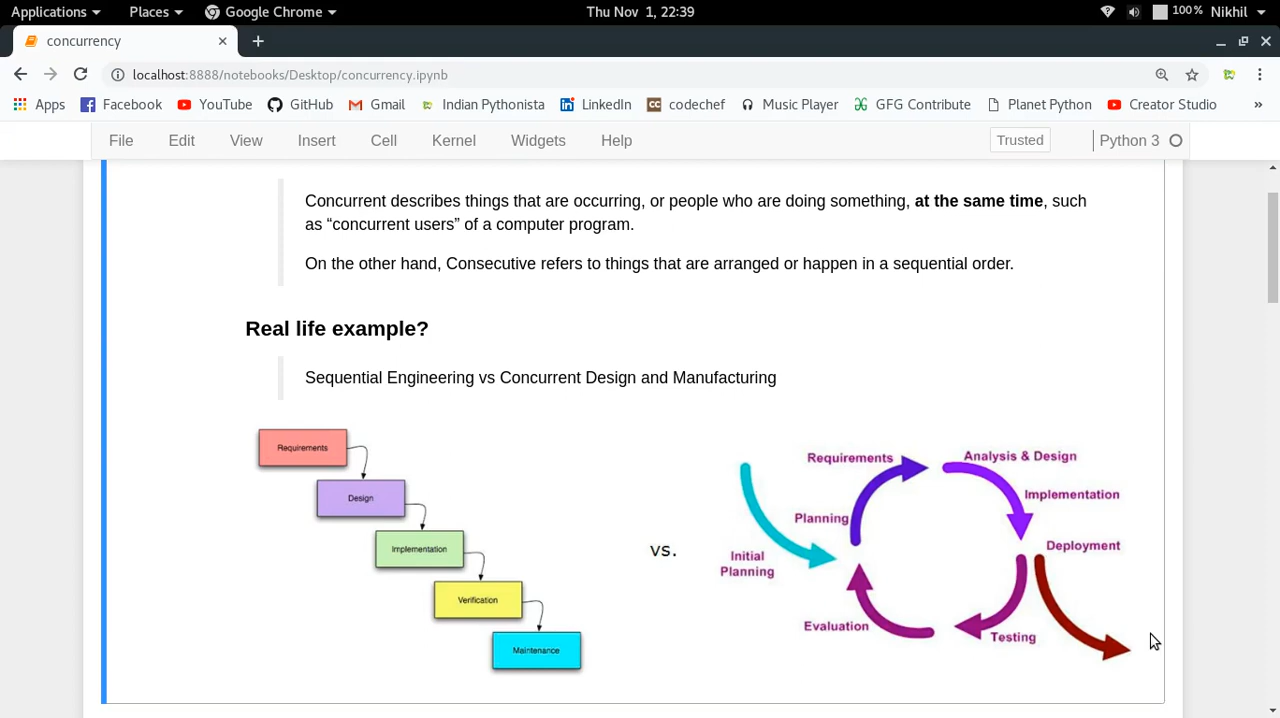 Applications Places Google Chrome Thu Nov 1, 22:39 100% Nikhil
concurrency
localhost:8888/notebooks/Desktop/concurrency.ipynb
Apps Facebook YouTube GitHub Gmail Indian Pythonista LinkedIn CC codechef Music Player GFG Contribute Planet Python Creator Studio »
File Edit View Insert Cell Kernel Widgets Help Trusted Python 3
Concurrent describes things that are occurring, or people who are doing something, at the same time, such
as “concurrent users” of a computer program.
On the other hand, Consecutive refers to things that are arranged or happen in a sequential order.
Real life example?
Sequential Engineering vs Concurrent Design and Manufacturing
Requirements
Design
Implementation
Verification
Maintenance
vs.
Initial
Planning
Planning
Requirements
Analysis & Design
Implementation
Deployment
Testing
Evaluation